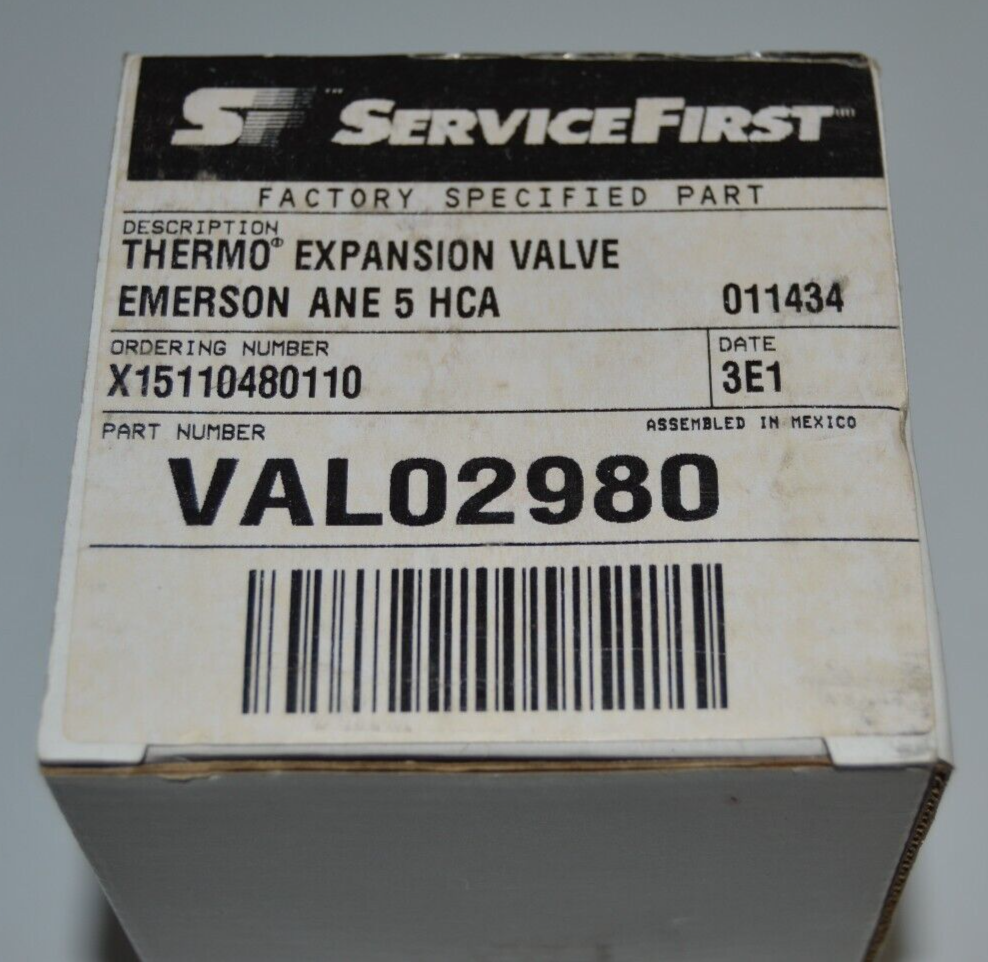 SF™ SERVICEFIRST
FACTORY SPECIFIED PART
DESCRIPTION
THERMO® EXPANSION VALVE
EMERSON ANE 5 HCA 011434
ORDERING NUMBER DATE
X15110480110 3E1
PART NUMBER ASSEMBLED IN MEXICO
VAL02980